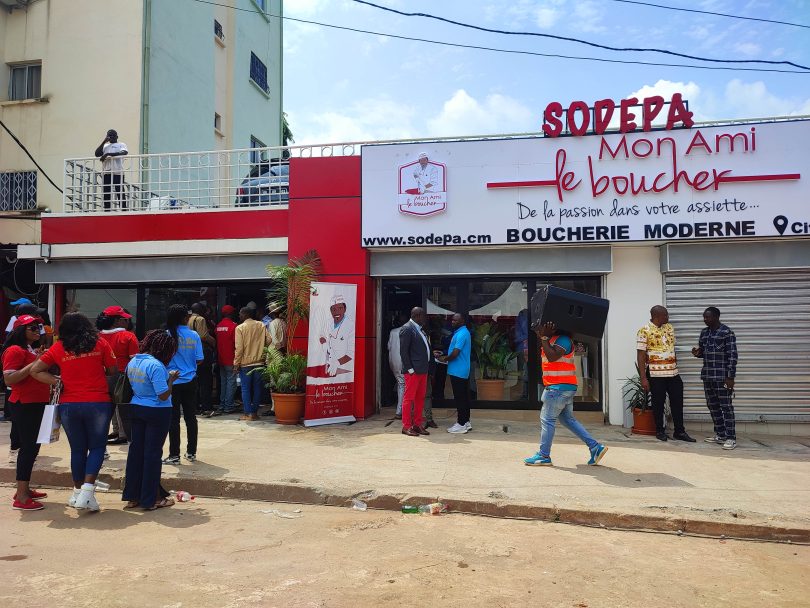 SODEPA
Mon Ami
le boucher
De la passion dans votre assiette...
www.sodepa.cm BOUCHERIE MODERNE Ci
Mon Ami
le boucher
Mon Ami
le boucher